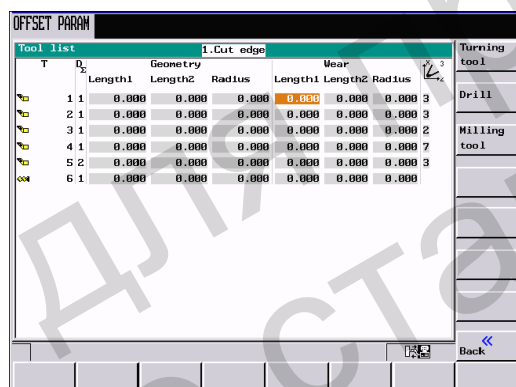 OFFSET PARAM
Tool list
1.Cut edge
Turning tool
T D Σ Geometry Wear X 3 Z
Length1 Length2 Radius Length1 Length2 Radius
1 1 0.000 0.000 0.000 0.000 0.000 0.000 3
Drill
2 1 0.000 0.000 0.000 0.000 0.000 0.000 3
3 1 0.000 0.000 0.000 0.000 0.000 0.000 2
Milling tool
4 1 0.000 0.000 0.000 0.000 0.000 0.000 7
5 2 0.000 0.000 0.000 0.000 0.000 0.000 3
6 1 0.000 0.000 0.000 0.000 0.000 0.000
« Back
для
ста